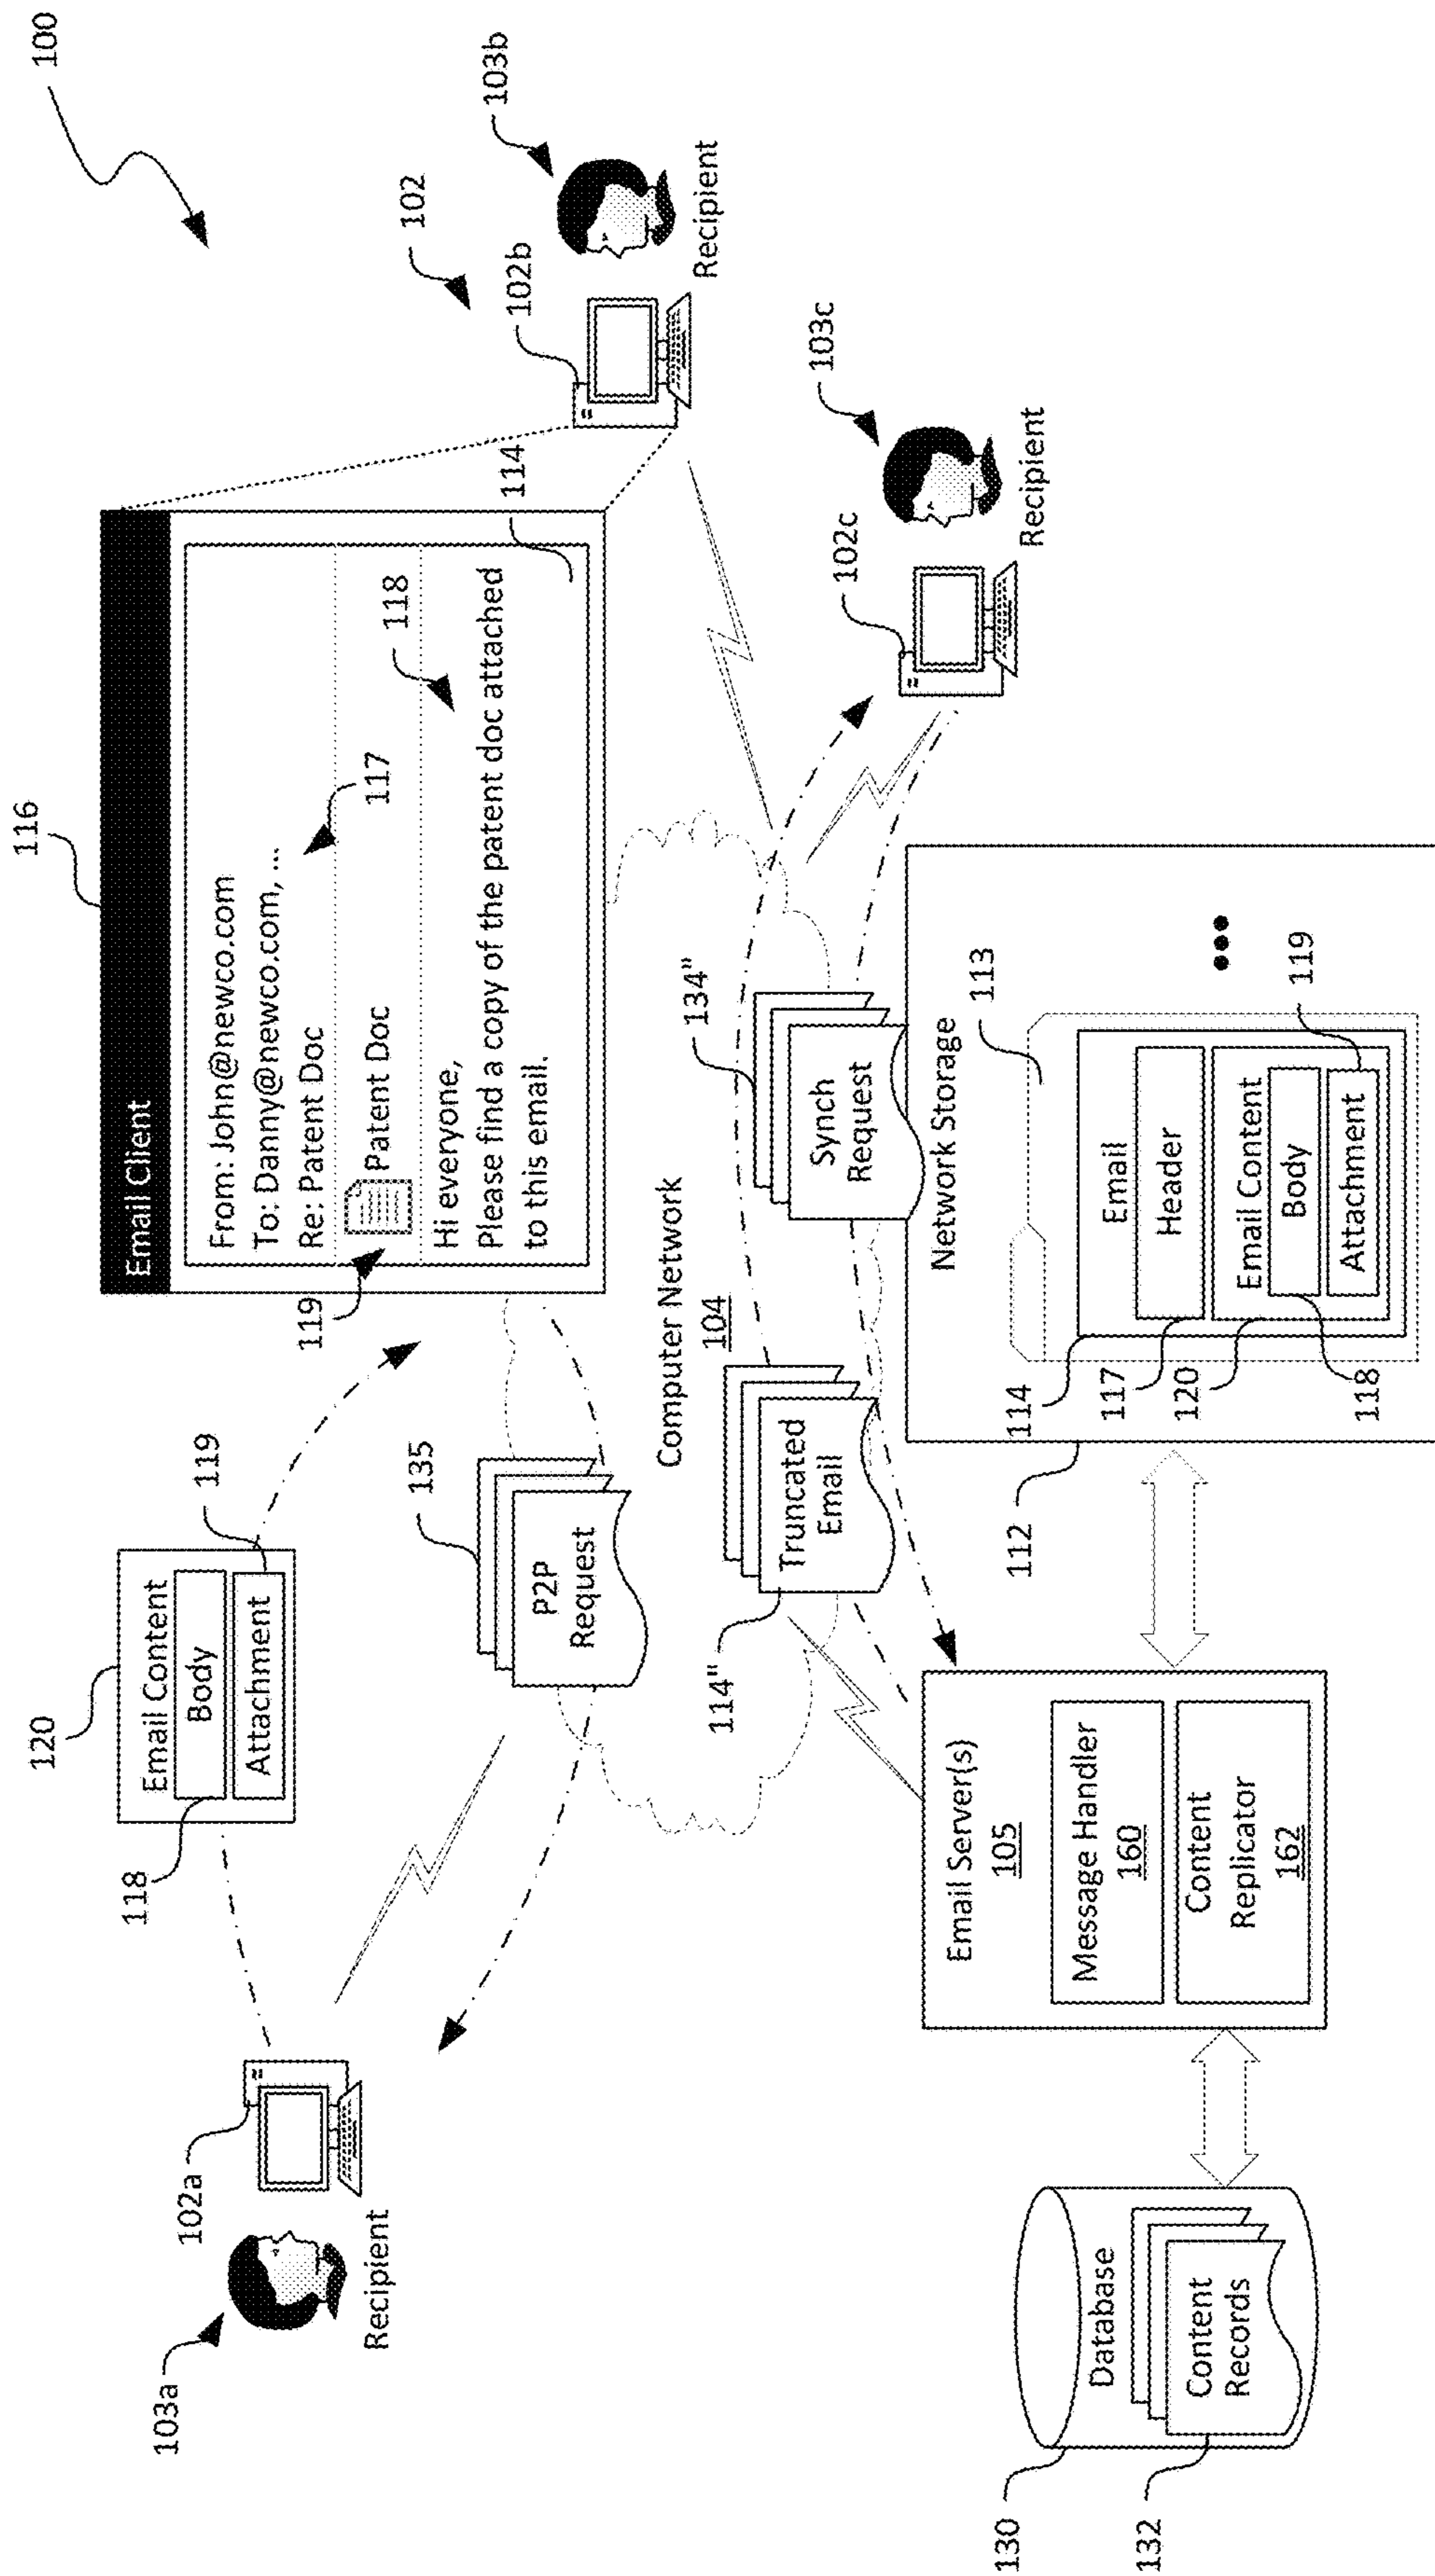 100
116
Email Client
From: John@newco.com
To: Danny@newco.com, ...
Re: Patent Doc
117
119
Patent Doc
118
Hi everyone,
Please find a copy of the patent doc attached
to this email.
114
120
Email Content
Body
Attachment
118
119
103a
102a
Recipient
135
P2P
Request
102
102b
103b
Recipient
Computer Network
104
114"
Truncated
Email
134"
Synch
Request
102c
103c
Recipient
130
Database
Content
Records
132
Email Server(s)
105
Message Handler
160
Content
Replicator
162
112
Network Storage
113
114
Email
117
Header
120
Email Content
118
Body
Attachment
119
•••